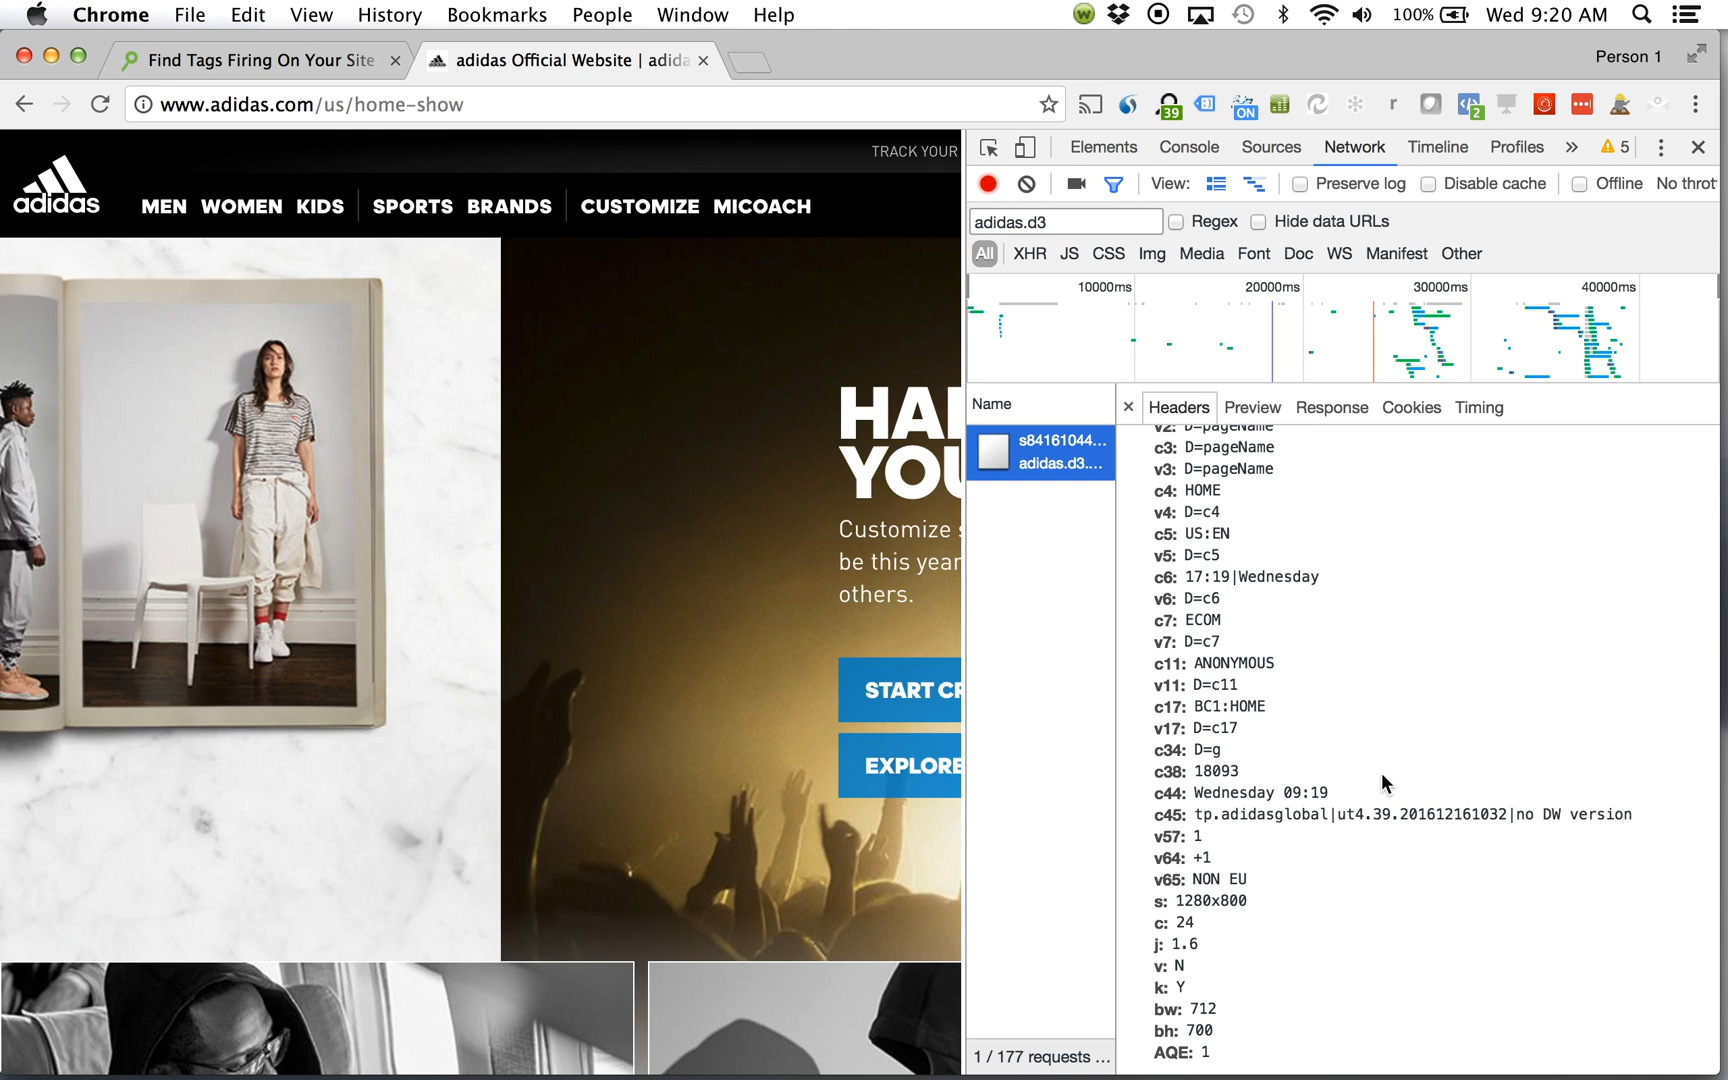 Chrome File Edit View History Bookmarks People Window Help 100% Wed 9:20 AM
Find Tags Firing On Your Site
adidas Official Website | adida
Person 1
www.adidas.com/us/home-show
39
ON
r
2
TRACK YOUR
adidas
MEN WOMEN KIDS SPORTS BRANDS CUSTOMIZE MICOACH
YOU
Customize
be this year
others.
START
EXPLORE
Elements Console Sources Network Timeline Profiles » 5
View: Preserve log Disable cache Offline No throt
adidas.d3 Regex Hide data URLs
All XHR JS CSS Img Media Font Doc WS Manifest Other
10000ms 20000ms 30000ms 40000ms
Name
s84161044...
adidas.d3....
1 / 177 requests ...
× Headers Preview Response Cookies Timing
v2: D=pageName
c3: D=pageName
v3: D=pageName
c4: HOME
v4: D=c4
c5: US:EN
v5: D=c5
c6: 17:19|Wednesday
v6: D=c6
c7: ECOM
v7: D=c7
c11: ANONYMOUS
v11: D=c11
c17: BC1:HOME
v17: D=c17
c34: D=g
c38: 18093
c44: Wednesday 09:19
c45: tp.adidasglobal|ut4.39.201612161032|no DW version
v57: 1
v64: +1
v65: NON EU
s: 1280x800
c: 24
j: 1.6
v: N
k: Y
bw: 712
bh: 700
AQE: 1